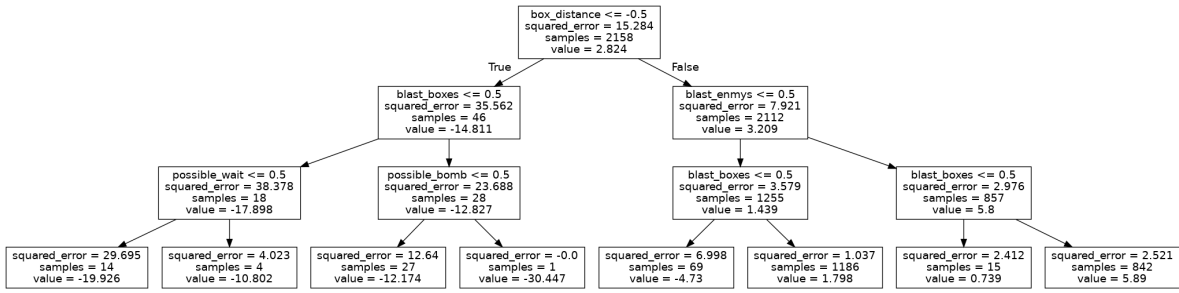 box_distance <= -0.5
squared_error = 15.284
samples = 2158
value = 2.824
True
False
blast_boxes <= 0.5
squared_error = 35.562
samples = 46
value = -14.811
blast_enmys <= 0.5
squared_error = 7.921
samples = 2112
value = 3.209
possible_wait <= 0.5
squared_error = 38.378
samples = 18
value = -17.898
possible_bomb <= 0.5
squared_error = 23.688
samples = 28
value = -12.827
blast_boxes <= 0.5
squared_error = 3.579
samples = 1255
value = 1.439
blast_boxes <= 0.5
squared_error = 2.976
samples = 857
value = 5.8
squared_error = 29.695
samples = 14
value = -19.926
squared_error = 4.023
samples = 4
value = -10.802
squared_error = 12.64
samples = 27
value = -12.174
squared_error = -0.0
samples = 1
value = -30.447
squared_error = 6.998
samples = 69
value = -4.73
squared_error = 1.037
samples = 1186
value = 1.798
squared_error = 2.412
samples = 15
value = 0.739
squared_error = 2.521
samples = 842
value = 5.89